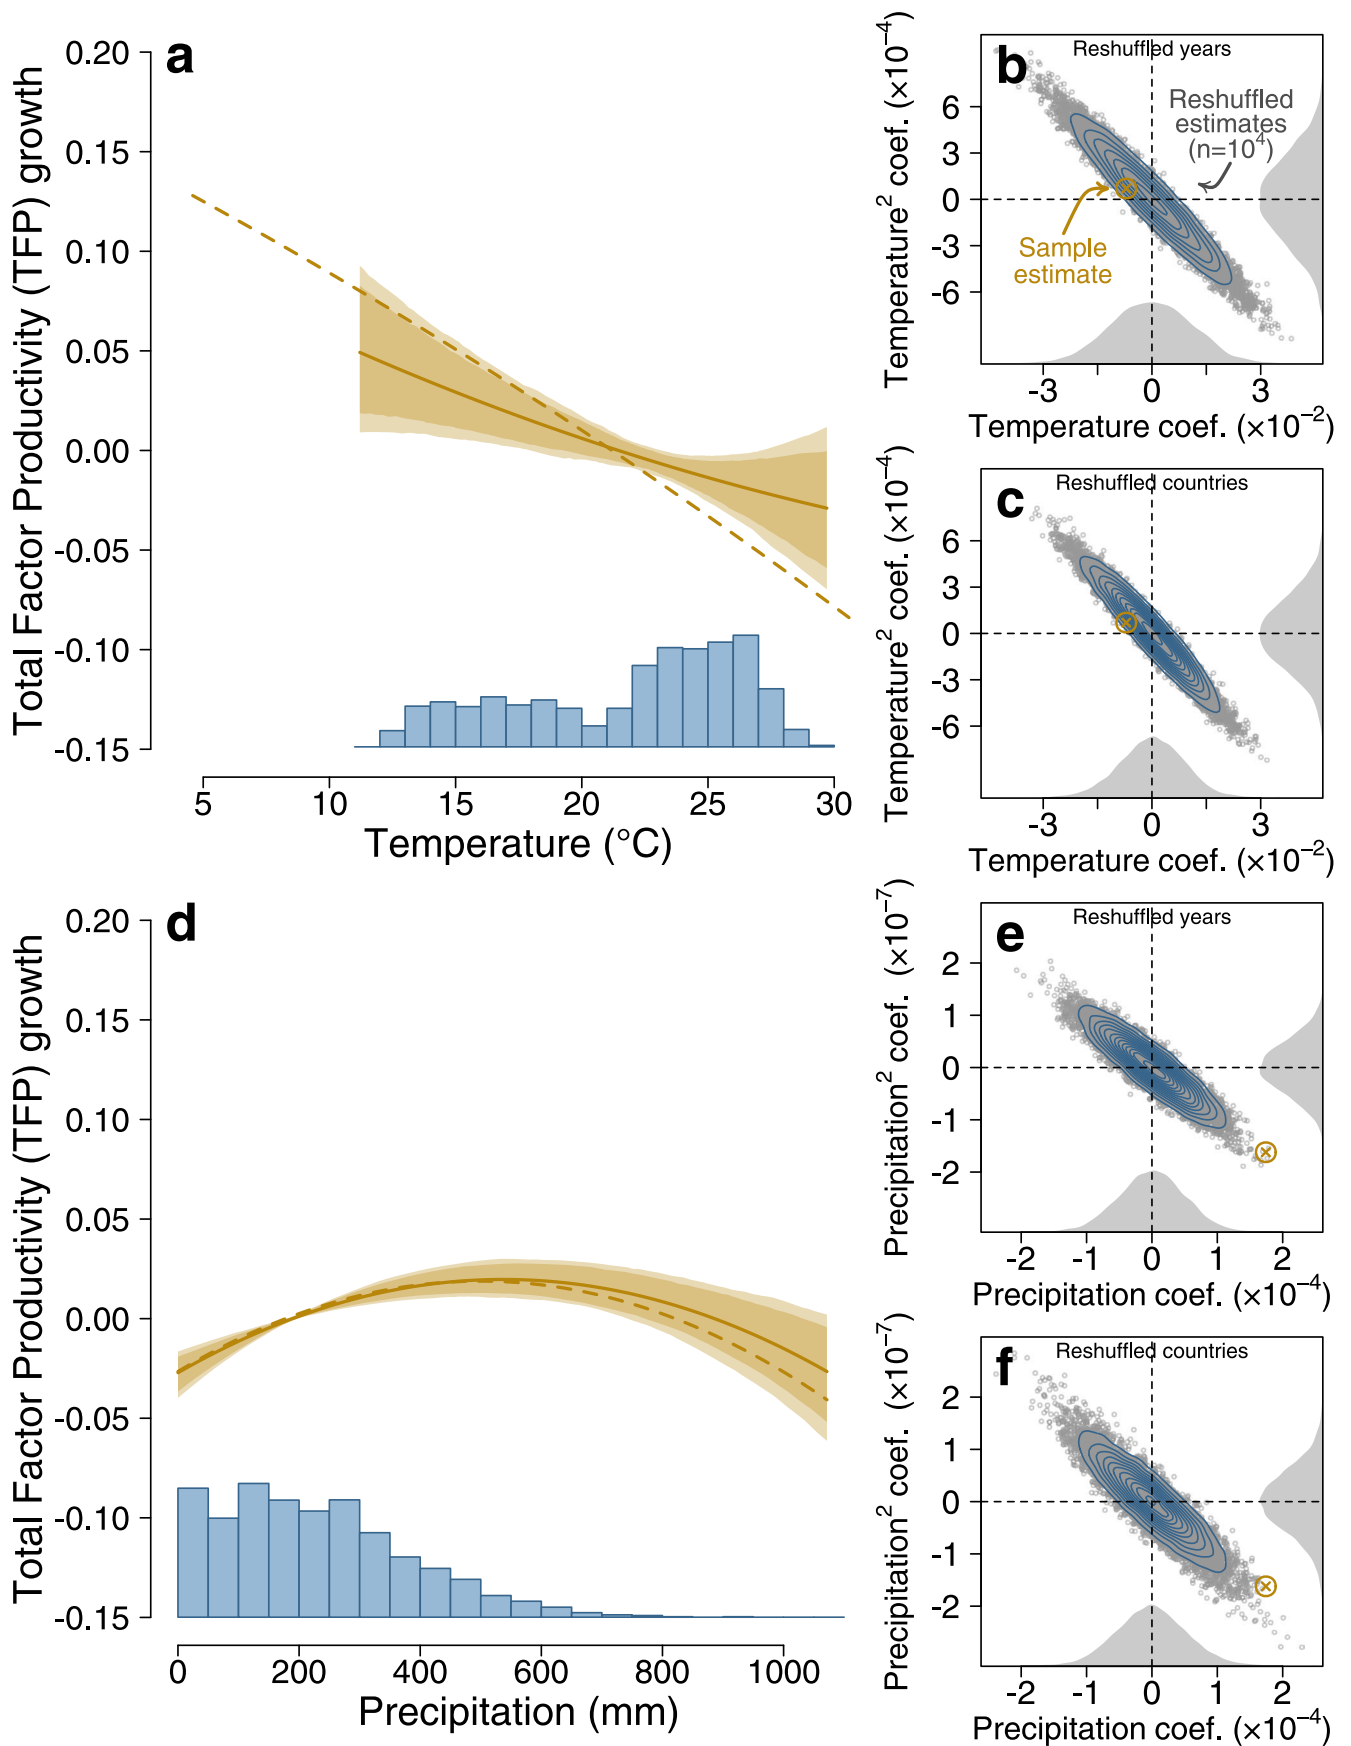 a
Total Factor Productivity (TFP) growth
0.20
0.15
0.10
0.05
0.00
-0.05
-0.10
-0.15
5 10 15 20 25 30
Temperature (°C)
b
Reshuffled years
Reshuffled
estimates
(n=10⁴)
Sample
estimate
Temperature² coef. (×10⁻⁴)
6
3
0
-3
-6
-3 0 3
Temperature coef. (×10⁻²)
c
Reshuffled countries
Temperature² coef. (×10⁻⁴)
6
3
0
-3
-6
-3 0 3
Temperature coef. (×10⁻²)
d
Total Factor Productivity (TFP) growth
0.20
0.15
0.10
0.05
0.00
-0.05
-0.10
-0.15
0 200 400 600 800 1000
Precipitation (mm)
e
Reshuffled years
Precipitation² coef. (×10⁻⁷)
2
1
0
-1
-2
-2 -1 0 1 2
Precipitation coef. (×10⁻⁴)
f
Reshuffled countries
Precipitation² coef. (×10⁻⁷)
2
1
0
-1
-2
-2 -1 0 1 2
Precipitation coef. (×10⁻⁴)